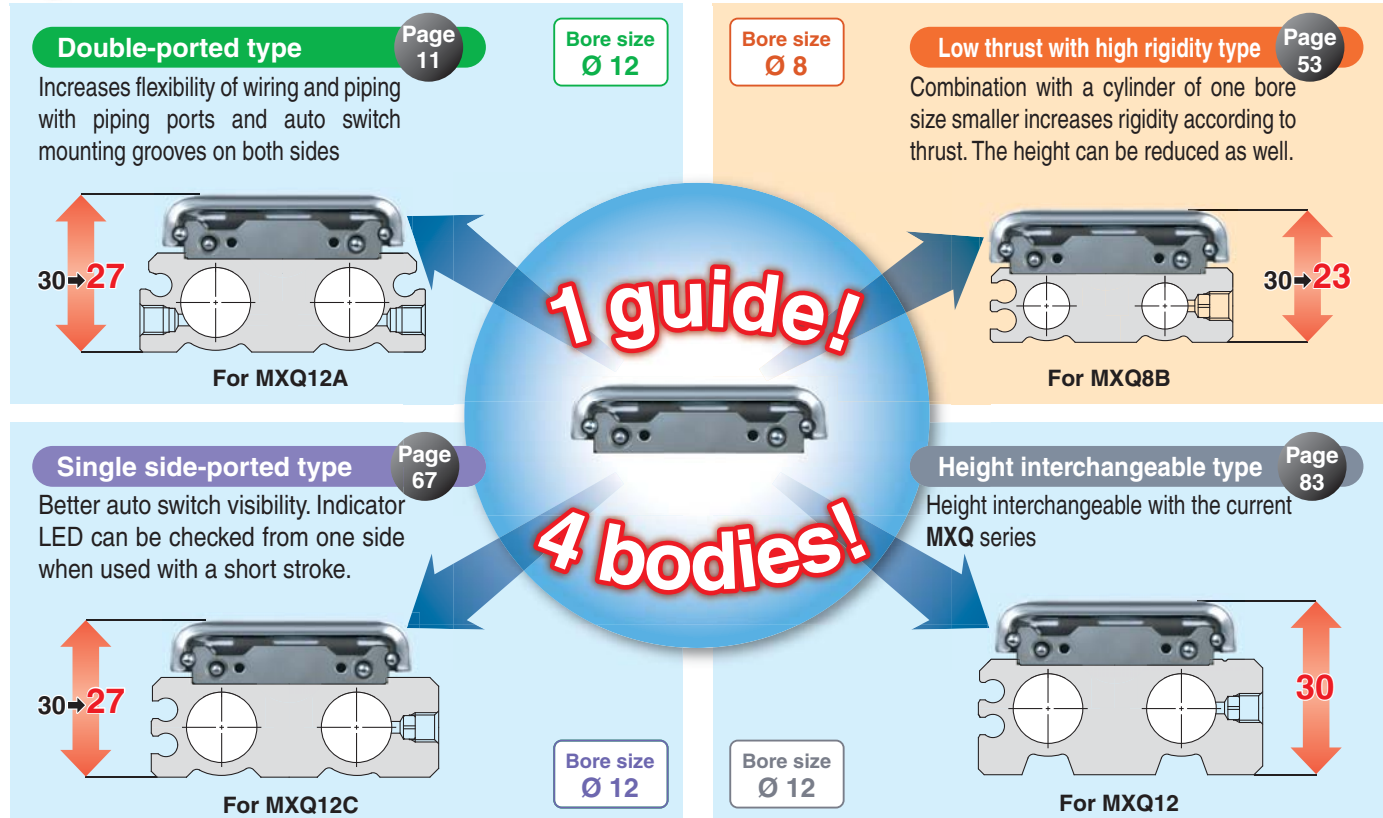 Double-ported type
Page
11
Bore size
Ø 12
Increases flexibility of wiring and piping
with piping ports and auto switch
mounting grooves on both sides
30➡27
For MXQ12A
Bore size
Ø 8
Low thrust with high rigidity type
Page
53
Combination with a cylinder of one bore
size smaller increases rigidity according to
thrust. The height can be reduced as well.
30➡23
For MXQ8B
1 guide!
4 bodies!
Single side-ported type
Page
67
Better auto switch visibility. Indicator
LED can be checked from one side
when used with a short stroke.
30➡27
For MXQ12C
Bore size
Ø 12
Height interchangeable type
Page
83
Height interchangeable with the current
MXQ series
30
Bore size
Ø 12
For MXQ12